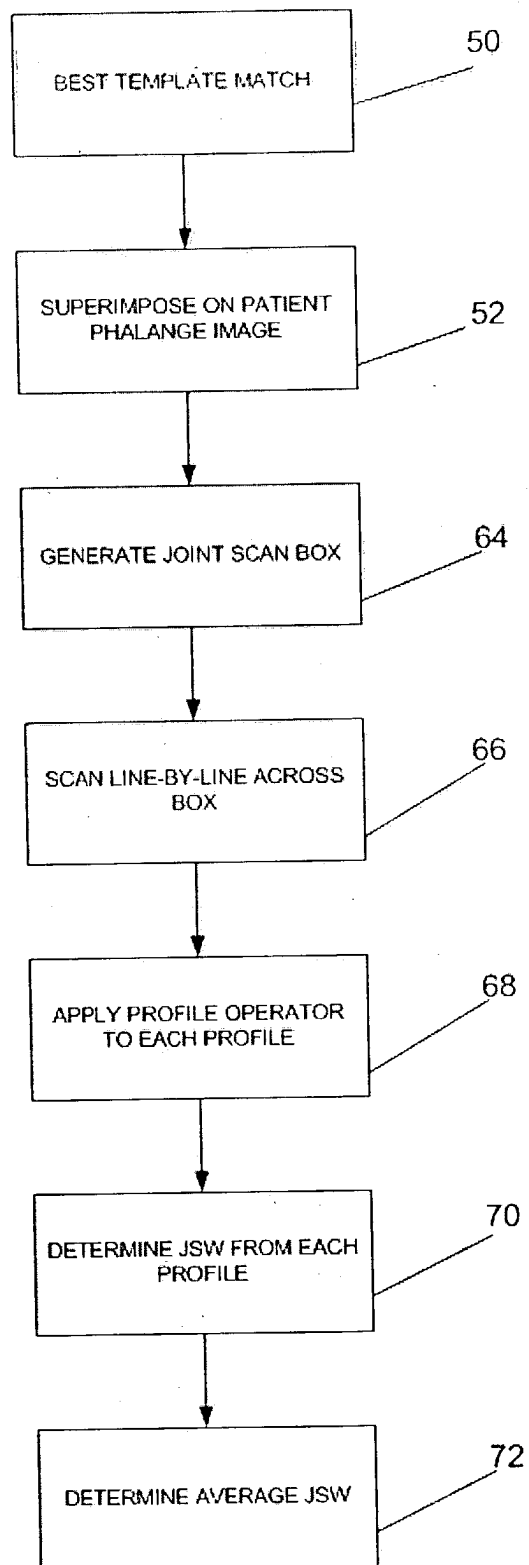 50
BEST TEMPLATE MATCH
SUPERIMPOSE ON PATIENT
PHALANGE IMAGE
52
GENERATE JOINT SCAN BOX
64
SCAN LINE-BY-LINE ACROSS
BOX
66
APPLY PROFILE OPERATOR
TO EACH PROFILE
68
DETERMINE JSW FROM EACH
PROFILE
70
DETERMINE AVERAGE JSW
72